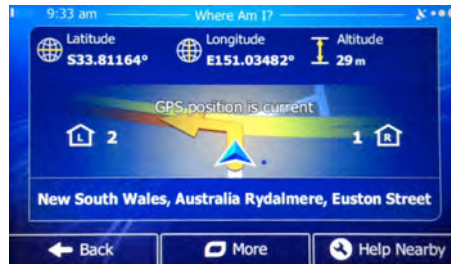 9:33 am Where Am I?
Latitude
S33.81164°
Longitude
E151.03482°
Altitude
29 m
GPS position is current
L 2
1 R
New South Wales, Australia Rydalmere, Euston Street
Back
More
Help Nearby